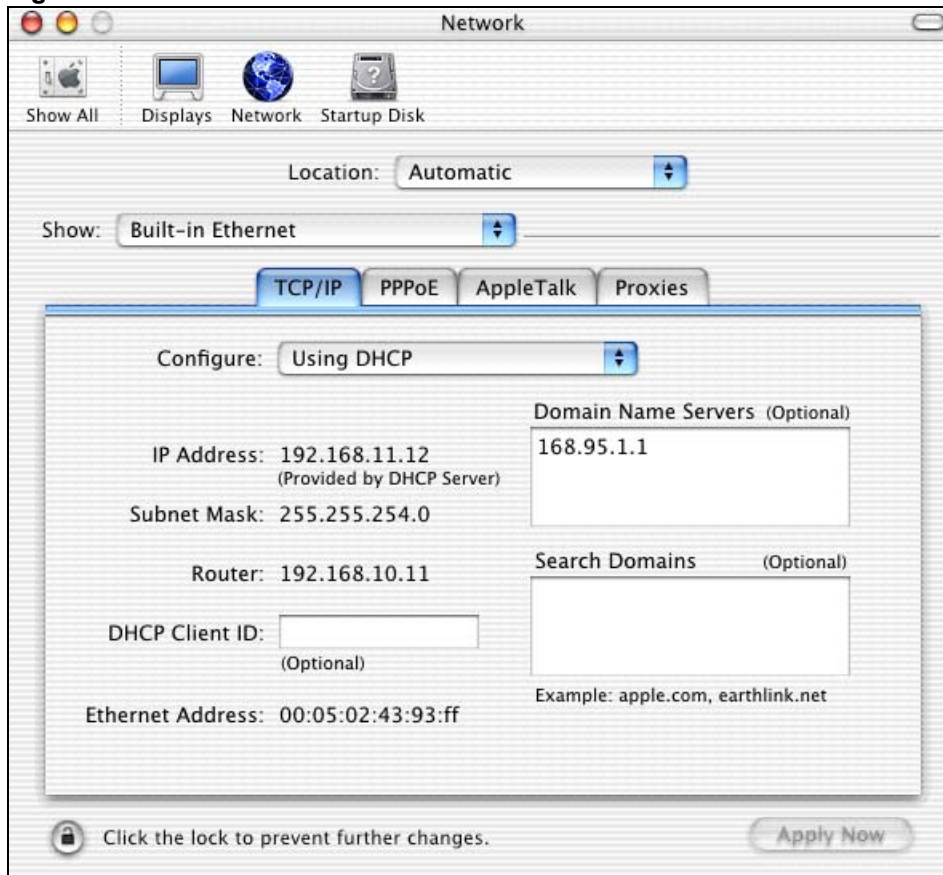 Network
Show All
Displays
Network
Startup Disk
Location: Automatic
Show: Built-in Ethernet
TCP/IP
PPPoE
AppleTalk
Proxies
Configure: Using DHCP
Domain Name Servers (Optional)
168.95.1.1
IP Address: 192.168.11.12
(Provided by DHCP Server)
Subnet Mask: 255.255.254.0
Router: 192.168.10.11
Search Domains (Optional)
DHCP Client ID:
(Optional)
Example: apple.com, earthlink.net
Ethernet Address: 00:05:02:43:93:ff
Click the lock to prevent further changes.
Apply Now